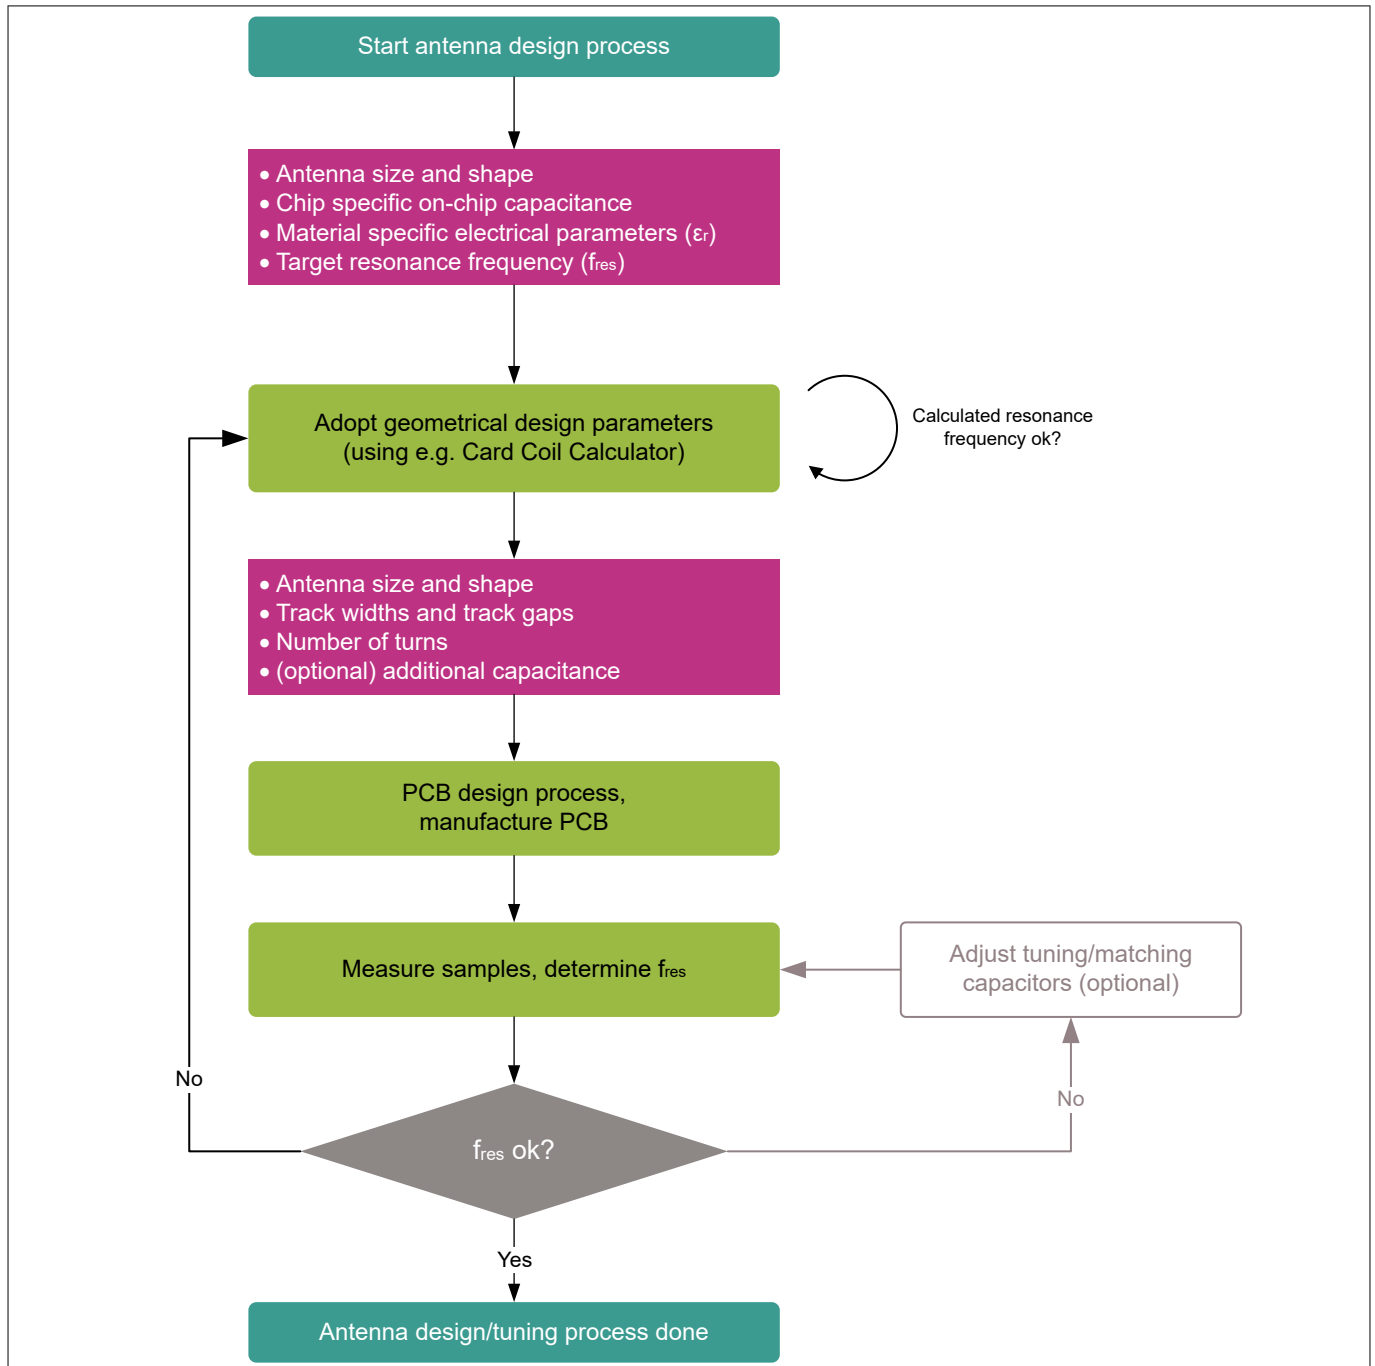 Start antenna design process
• Antenna size and shape
• Chip specific on-chip capacitance
• Material specific electrical parameters (εr)
• Target resonance frequency (fres)
Adopt geometrical design parameters
(using e.g. Card Coil Calculator)
Calculated resonance
frequency ok?
• Antenna size and shape
• Track widths and track gaps
• Number of turns
• (optional) additional capacitance
PCB design process,
manufacture PCB
Measure samples, determine fres
Adjust tuning/matching
capacitors (optional)
No
No
fres ok?
Yes
Antenna design/tuning process done